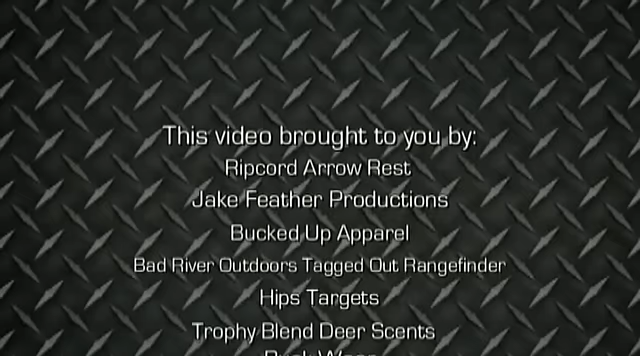 This video brought to you by:
Ripcord Arrow Rest
Jake Feather Productions
Bucked Up Apparel
Bad River Outdoors Tagged Out Rangefinder
Hips Targets
Trophy Blend Deer Scents